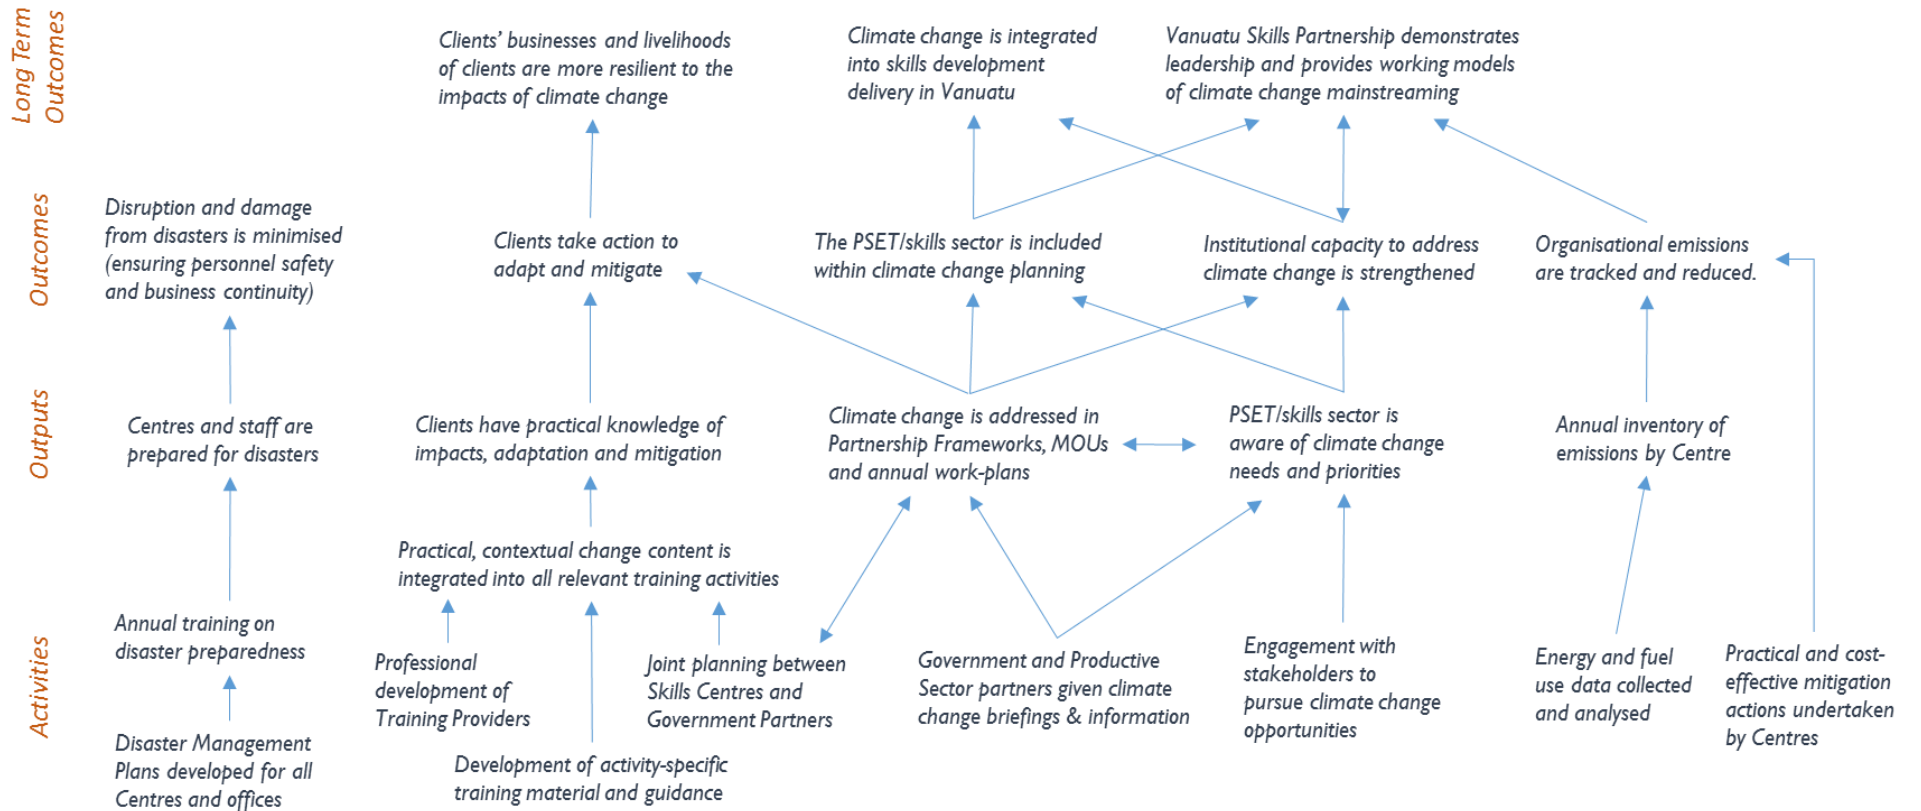 Long Term
Outcomes
Clients' businesses and livelihoods
of clients are more resilient to the
impacts of climate change
Climate change is integrated
into skills development
delivery in Vanuatu
Vanuatu Skills Partnership demonstrates
leadership and provides working models
of climate change mainstreaming
Outcomes
Disruption and damage
from disasters is minimised
(ensuring personnel safety
and business continuity)
Clients take action to
adapt and mitigate
The PSET/skills sector is included
within climate change planning
Institutional capacity to address
climate change is strengthened
Organisational emissions
are tracked and reduced.
Outputs
Centres and staff are
prepared for disasters
Clients have practical knowledge of
impacts, adaptation and mitigation
Climate change is addressed in
Partnership Frameworks, MOUs
and annual work-plans
PSET/skills sector is
aware of climate change
needs and priorities
Annual inventory of
emissions by Centre
Practical, contextual change content is
integrated into all relevant training activities
Activities
Annual training on
disaster preparedness
Professional
development of
Training Providers
Joint planning between
Skills Centres and
Government Partners
Government and Productive
Sector partners given climate
change briefings & information
Engagement with
stakeholders to
pursue climate change
opportunities
Energy and fuel
use data collected
and analysed
Practical and cost-
effective mitigation
actions undertaken
by Centres
Disaster Management
Plans developed for all
Centres and offices
Development of activity-specific
training material and guidance